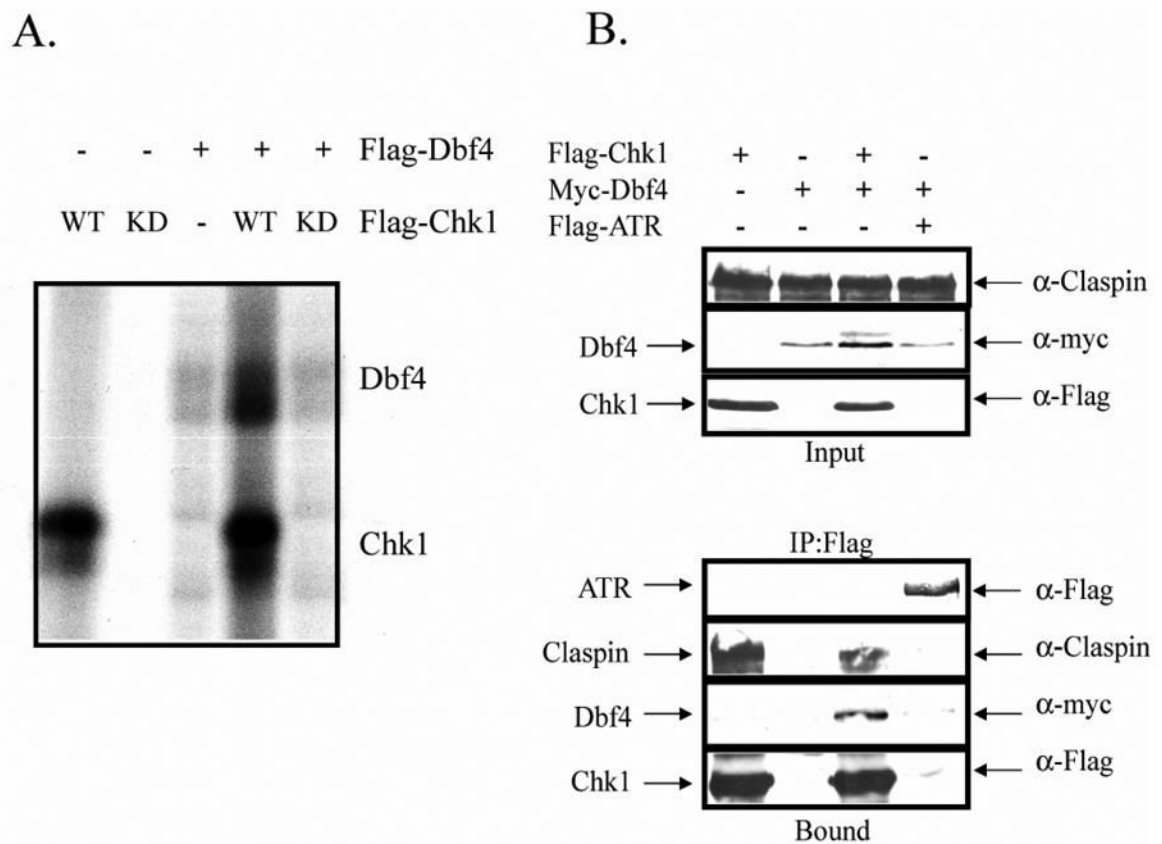 A.
- - + + + Flag-Dbf4
WT KD - WT KD Flag-Chk1
Dbf4
Chk1
B.
Flag-Chk1 + - + -
Myc-Dbf4 - + + +
Flag-ATR - - - +
α-Claspin
Dbf4 α-myc
Chk1 α-Flag
Input
IP:Flag
ATR α-Flag
Claspin α-Claspin
Dbf4 α-myc
Chk1 α-Flag
Bound